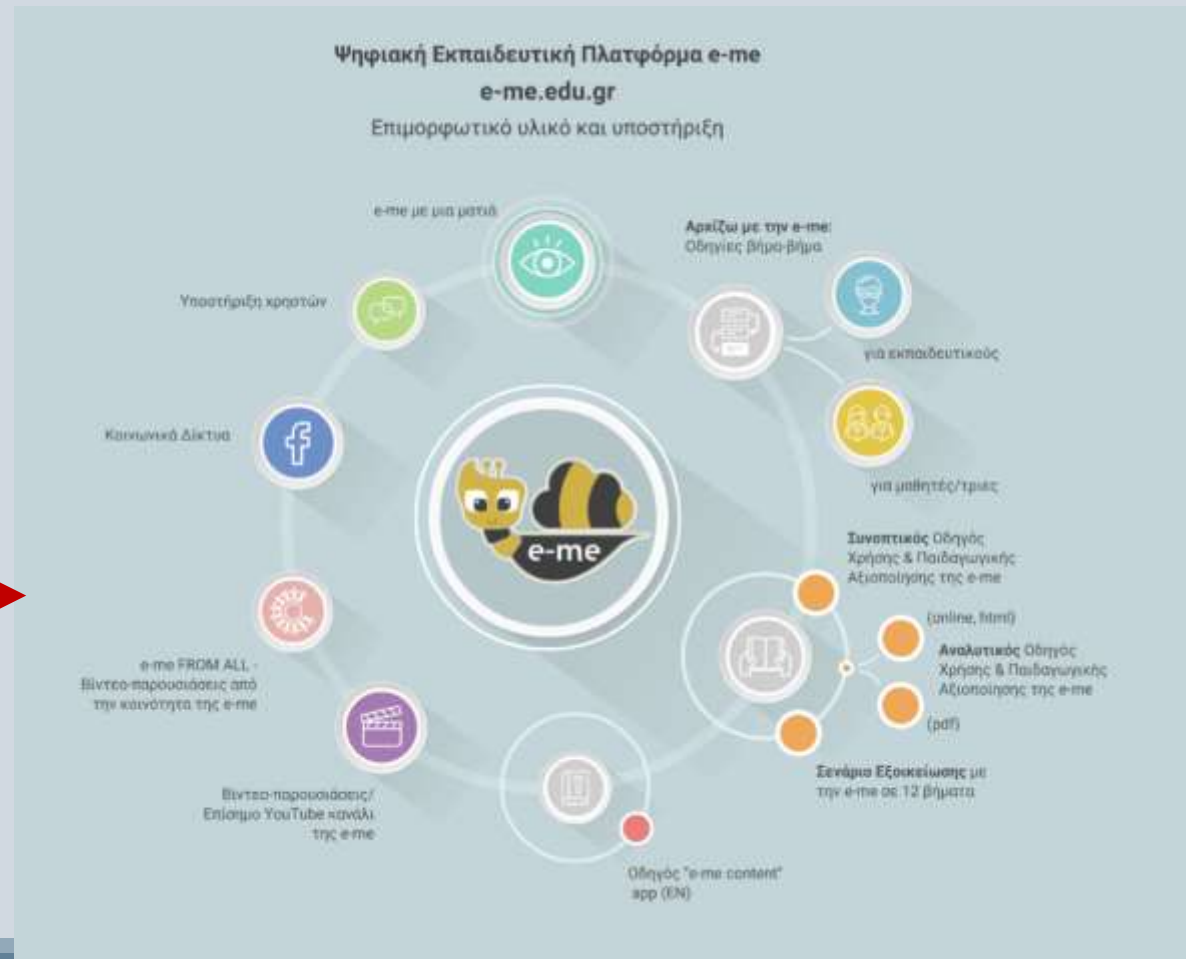 Ψηφιακή Εκπαιδευτική Πλατφόρμα e-me
e-me.edu.gr
Επιμορφωτικό υλικό και υποστήριξη
e-me με μια ματιά
Αρχίζω με την e-me:
Οδηγίες βήμα-βήμα
Υποστήριξη χρηστών
για εκπαιδευτικούς
Κοινωνικά Δίκτυα
για μαθητές/τριες
e-me
Συνοπτικός Οδηγός
Χρήσης & Παιδαγωγικής
Αξιοποίησης της e-me
(online, html)
Αναλυτικός Οδηγός
Χρήσης & Παιδαγωγικής
Αξιοποίησης της e-me
(pdf)
e-me FROM ALL -
Βίντεο-παρουσιάσεις από
την κοινότητα της e-me
Σενάριο Εξοικείωσης με
την e-me σε 12 βήματα
Βίντεο-παρουσιάσεις/
Επίσημο YouTube κανάλι
της e-me
Οδηγός "e-me content"
app (EN)